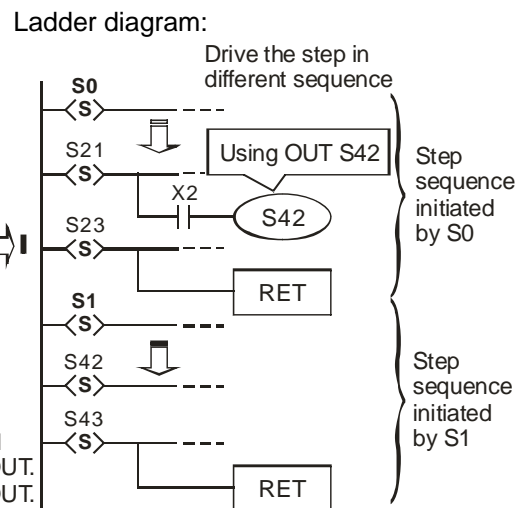 Ladder diagram:
Drive the step in
different sequence
S0
S
S21
S
Using OUT S42
X2
S42
S23
S
RET
Step
sequence
initiated
by S0
S1
S
S42
S
S43
S
RET
Step
sequence
initiated
by S1
OUT.
OUT.